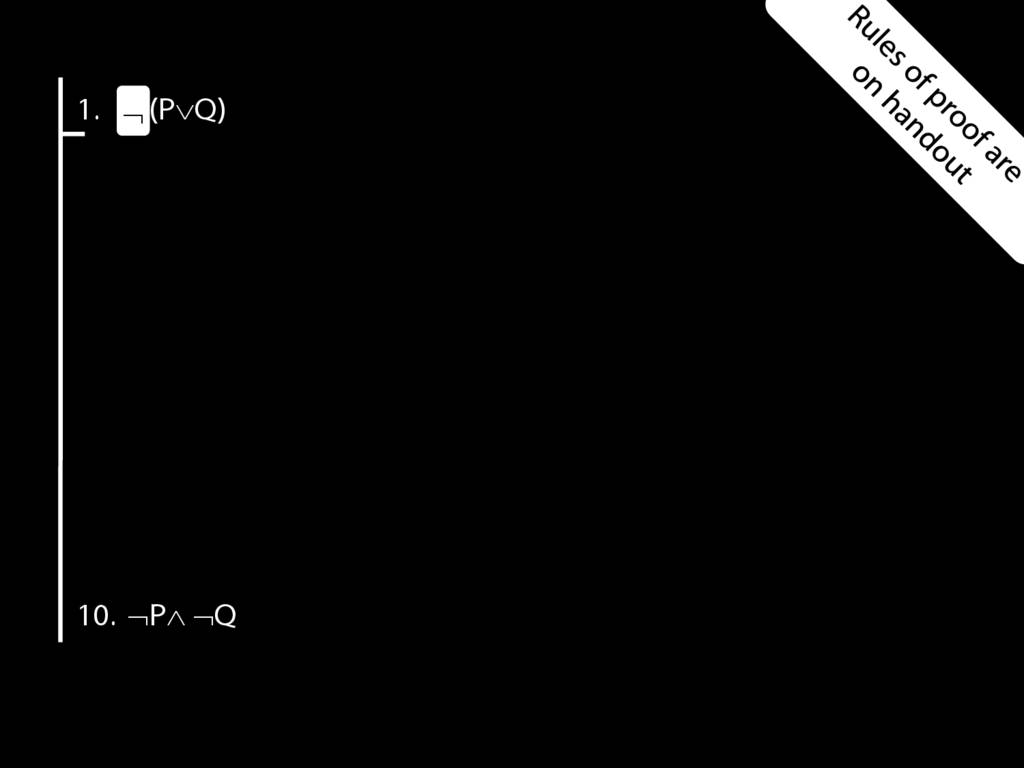 Rules of proof are
on handout
1. ¬(P∨Q)
10. ¬P∧ ¬Q